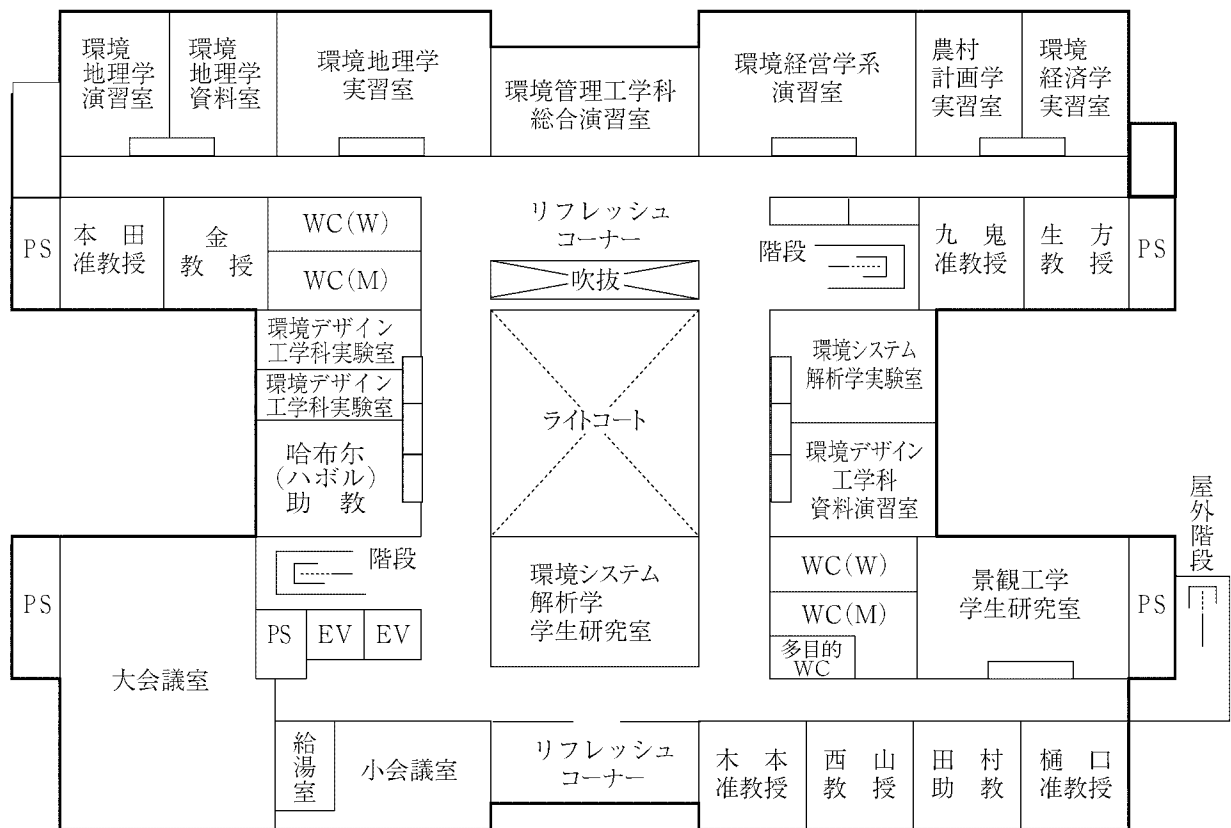 環境
地理学
演習室
環境
地理学
資料室
環境地理学
実習室
環境管理工学科
総合演習室
環境経営学系
演習室
農村
計画学
実習室
環境
経済学
実習室
PS
本田
准教授
金
教授
WC(W)
WC(M)
リフレッシュ
コーナー
吹抜
階段
九鬼
准教授
生方
教授
PS
環境デザイン
工学科実験室
環境デザイン
工学科実験室
哈布尔
(ハボル)
助教
ライトコート
環境システム
解析学実験室
環境デザイン
工学科
資料演習室
屋外階段
PS
大会議室
階段
PS
EV
EV
環境システム
解析学
学生研究室
WC(W)
WC(M)
多目的
WC
景観工学
学生研究室
PS
給湯室
小会議室
リフレッシュ
コーナー
木本
准教授
西山
教授
田村
助教
樋口
准教授